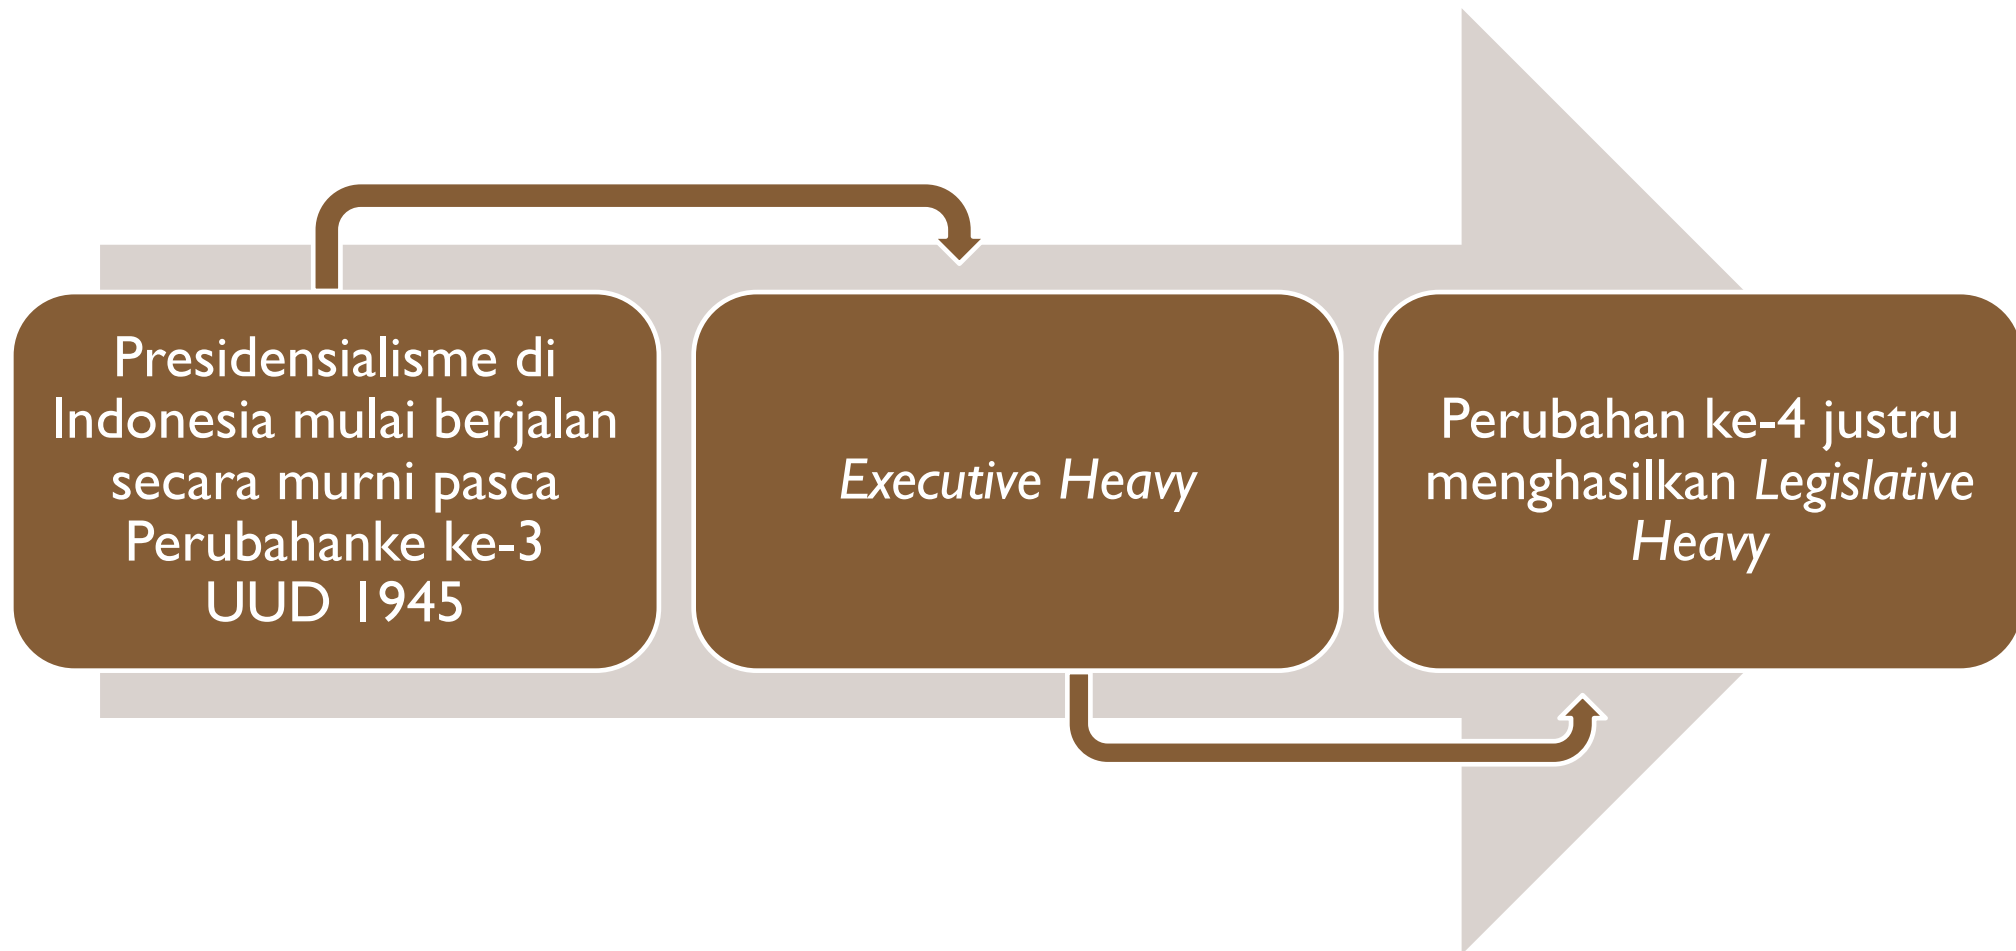 Presidensialisme di
Indonesia mulai berjalan
secara murni pasca
Perubahanke ke-3
UUD 1945
Executive Heavy
Perubahan ke-4 justru
menghasilkan Legislative
Heavy